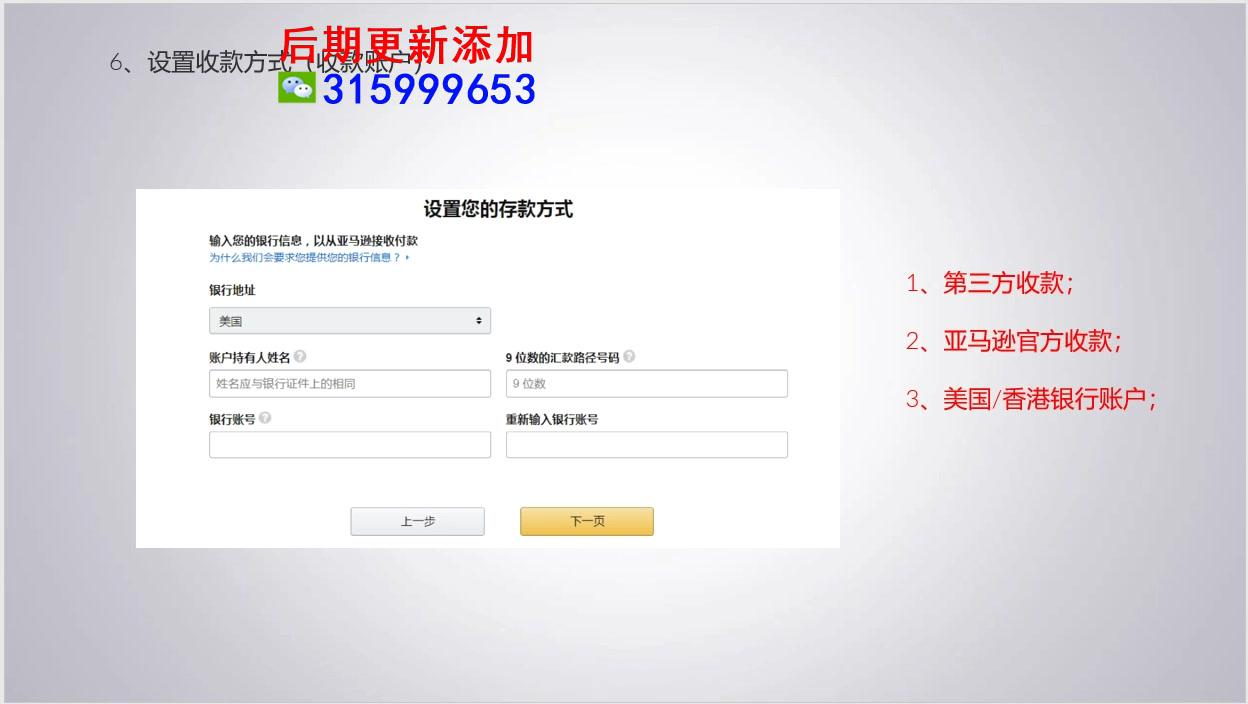 后期更新添加
6、设置收款方式（收款账户）
315999653
设置您的存款方式
输入您的银行信息，以从亚马逊接收付款
为什么我们会要求您提供您的银行信息？
银行地址
美国
账户持有人姓名 ?
9 位数的汇款路径号码 ?
姓名应与银行证件上的相同
9 位数
银行账号 ?
重新输入银行账号
上一步
下一页
1、第三方收款；
2、亚马逊官方收款；
3、美国/香港银行账户；